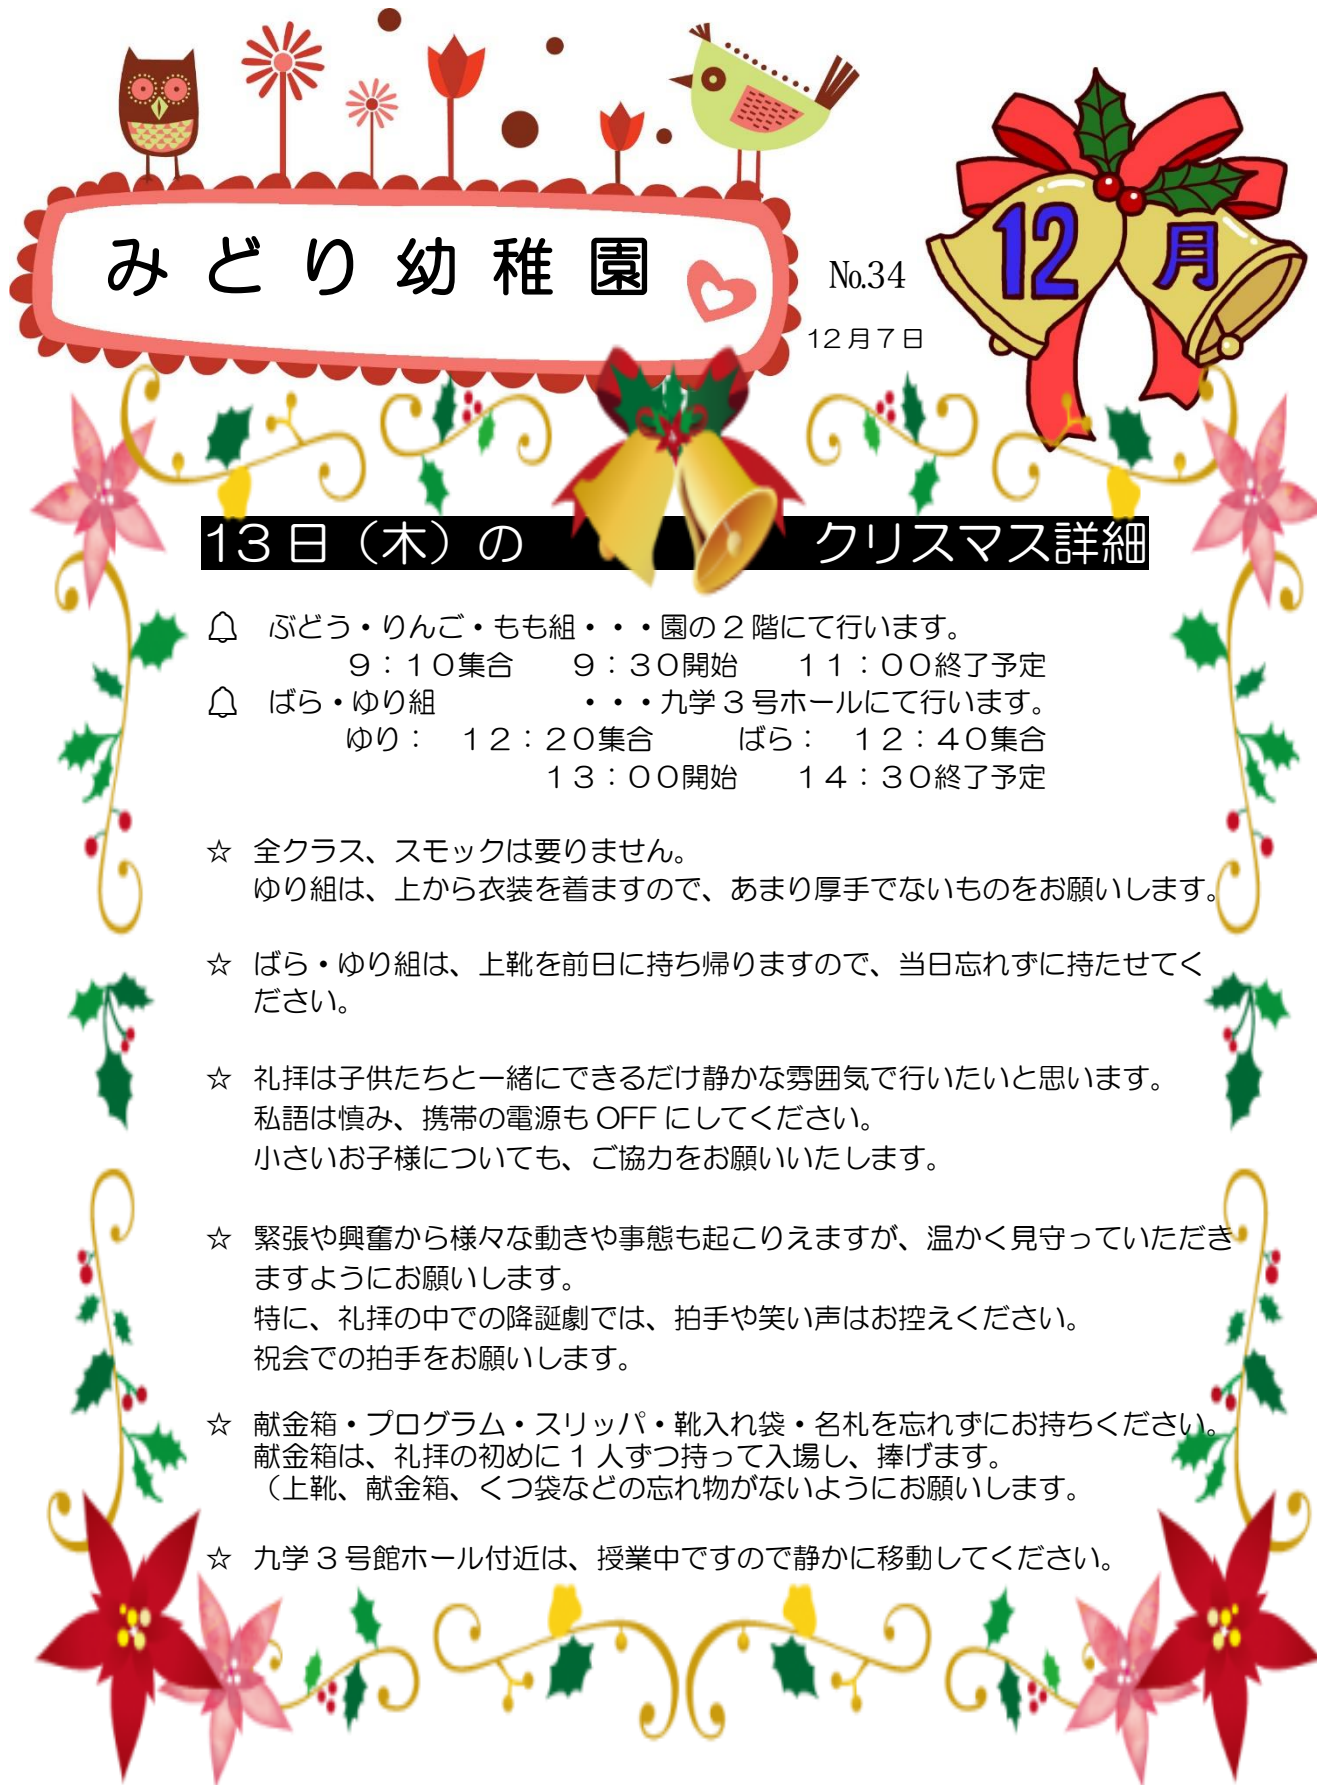 みどり幼稚園
№34
12月
12月7日
13日（木）の　クリスマス詳細
ぶどう・りんご・もも組・・・園の2階にて行います。
9：10集合　9：30開始　11：00終了予定
ばら・ゆり組　・・・九学3号ホールにて行います。
ゆり：　12：20集合　ばら：　12：40集合
13：00開始　14：30終了予定
☆ 全クラス、スモックは要りません。
ゆり組は、上から衣装を着ますので、あまり厚手でないものをお願いします。
☆ ばら・ゆり組は、上靴を前日に持ち帰りますので、当日忘れずに持たせてく
ださい。
☆ 礼拝は子供たちと一緒にできるだけ静かな雰囲気で行いたいと思います。
私語は慎み、携帯の電源もOFFにしてください。
小さいお子様についても、ご協力をお願いいたします。
☆ 緊張や興奮から様々な動きや事態も起こりえますが、温かく見守っていただき
ますようにお願いします。
特に、礼拝の中での降誕劇では、拍手や笑い声はお控えください。
祝会での拍手をお願いします。
☆ 献金箱・プログラム・スリッパ・靴入れ袋・名札を忘れずにお持ちください。
献金箱は、礼拝の初めに1人ずつ持って入場し、捧げます。
（上靴、献金箱、くつ袋などの忘れ物がないようにお願いします。
☆ 九学3号館ホール付近は、授業中ですので静かに移動してください。